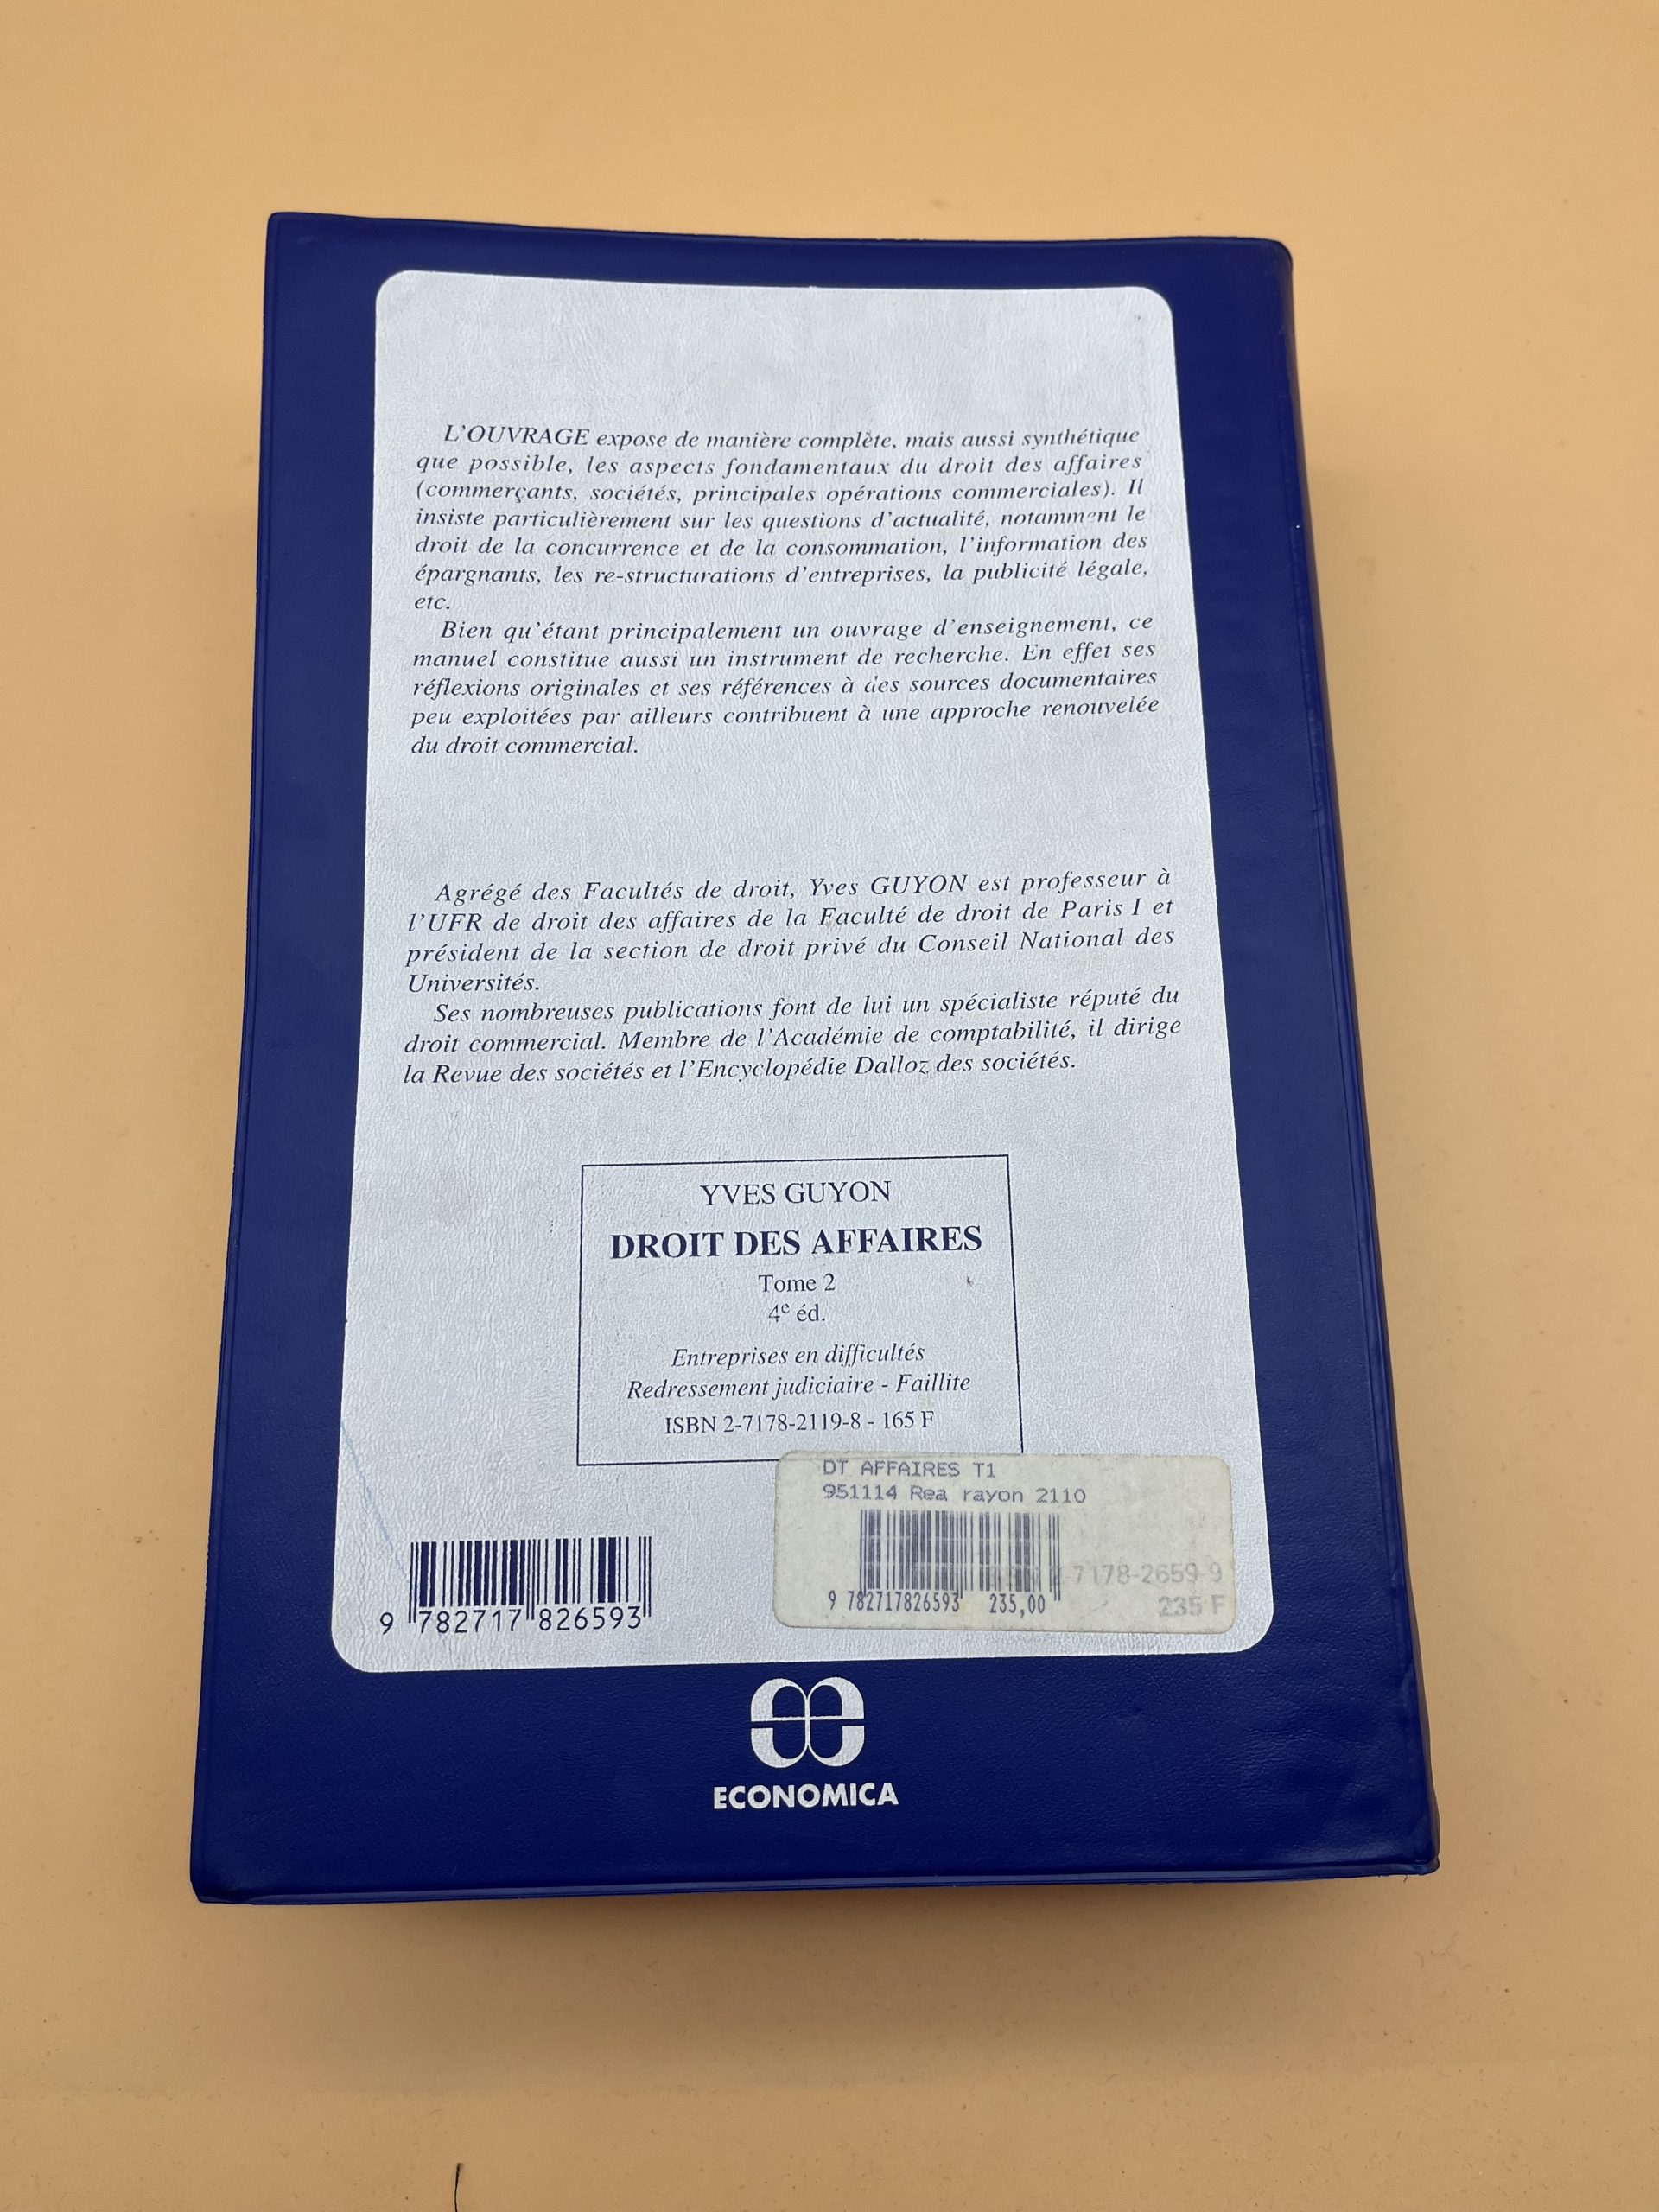 L'OUVRAGE expose de manière complète, mais aussi synthétique
que possible, les aspects fondamentaux du droit des affaires
(commerçants, sociétés, principales opérations commerciales). Il
insiste particulièrement sur les questions d'actualité, notamment le
droit de la concurrence et de la consommation, l'information des
épargnants, les re-structurations d'entreprises, la publicité légale,
etc.
Bien qu'étant principalement un ouvrage d'enseignement, ce
manuel constitue aussi un instrument de recherche. En effet ses
réflexions originales et ses références à des sources documentaires
peu exploitées par ailleurs contribuent à une approche renouvelée
du droit commercial.
Agrégé des Facultés de droit, Yves GUYON est professeur à
l'UFR de droit des affaires de la Faculté de droit de Paris I et
président de la section de droit privé du Conseil National des
Universités.
Ses nombreuses publications font de lui un spécialiste réputé du
droit commercial. Membre de l'Académie de comptabilité, il dirige
la Revue des sociétés et l'Encyclopédie Dalloz des sociétés.
YVES GUYON
DROIT DES AFFAIRES
Tome 2
4e éd.
Entreprises en difficultés
Redressement judiciaire - Faillite
ISBN 2-7178-2119-8 - 165 F
DT AFFAIRES T1
951114 Rea rayon 2110
7178-2659-9
9 782717826593 235,00
235 F
9 782717 826593
ECONOMICA